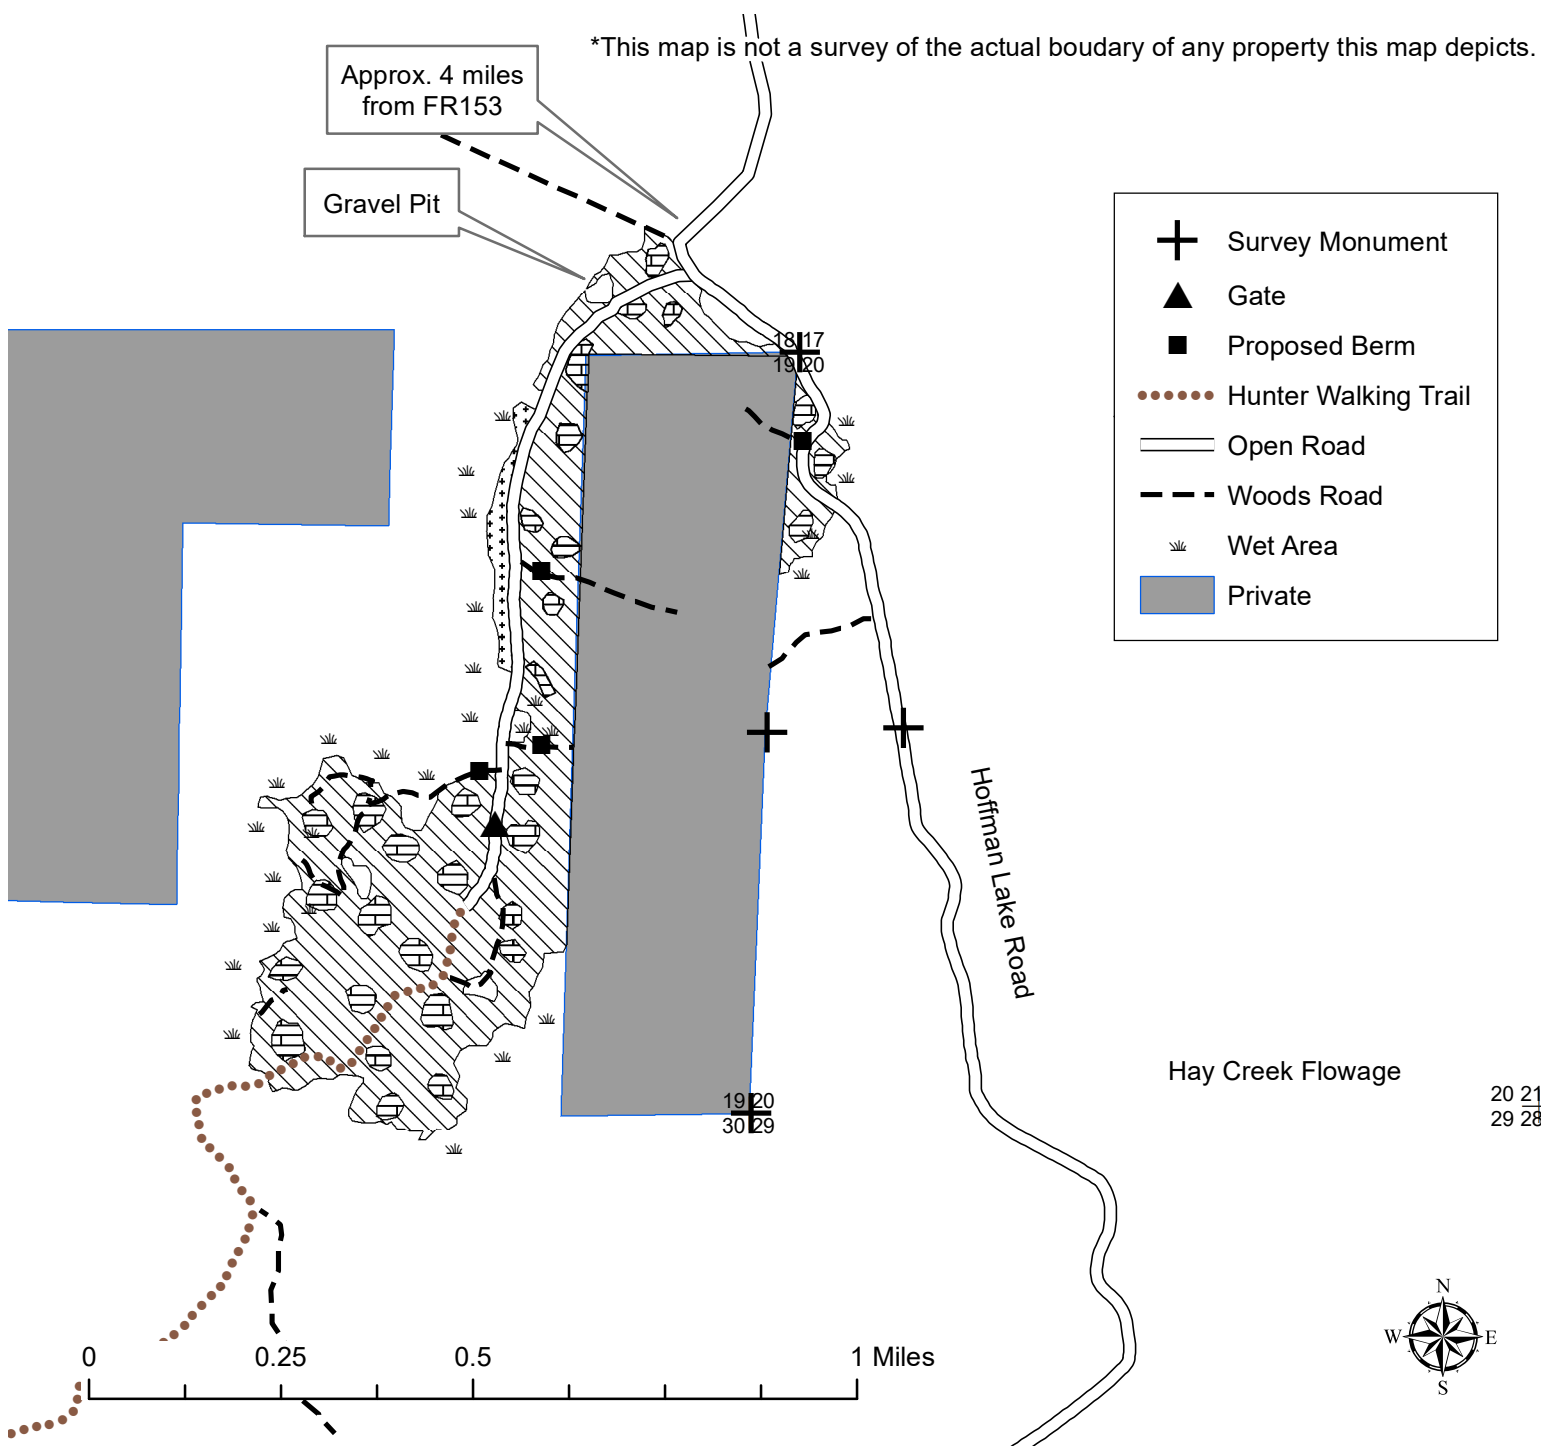 *This map is not a survey of the actual boudary of any property this map depicts.
Approx. 4 miles
from FR153
Gravel Pit
Survey Monument
Gate
Proposed Berm
Hunter Walking Trail
Open Road
Woods Road
Wet Area
Private
18 17
19 20
Hoffman Lake Road
Hay Creek Flowage
19 20
30 29
20 21
29 28
N
W E
S
0 0.25 0.5 1 Miles